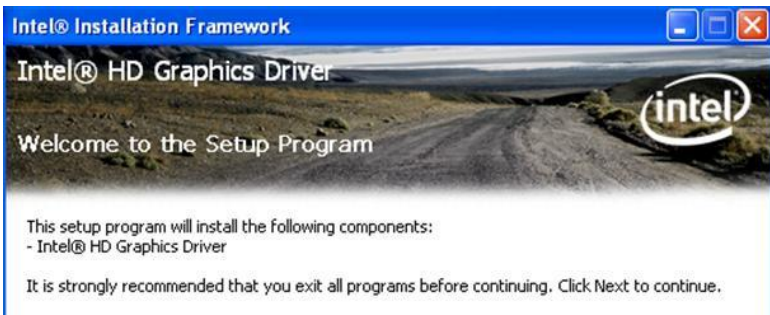 Intel® Installation Framework
Intel® HD Graphics Driver
intel
Welcome to the Setup Program
This setup program will install the following components:
- Intel® HD Graphics Driver
It is strongly recommended that you exit all programs before continuing. Click Next to continue.